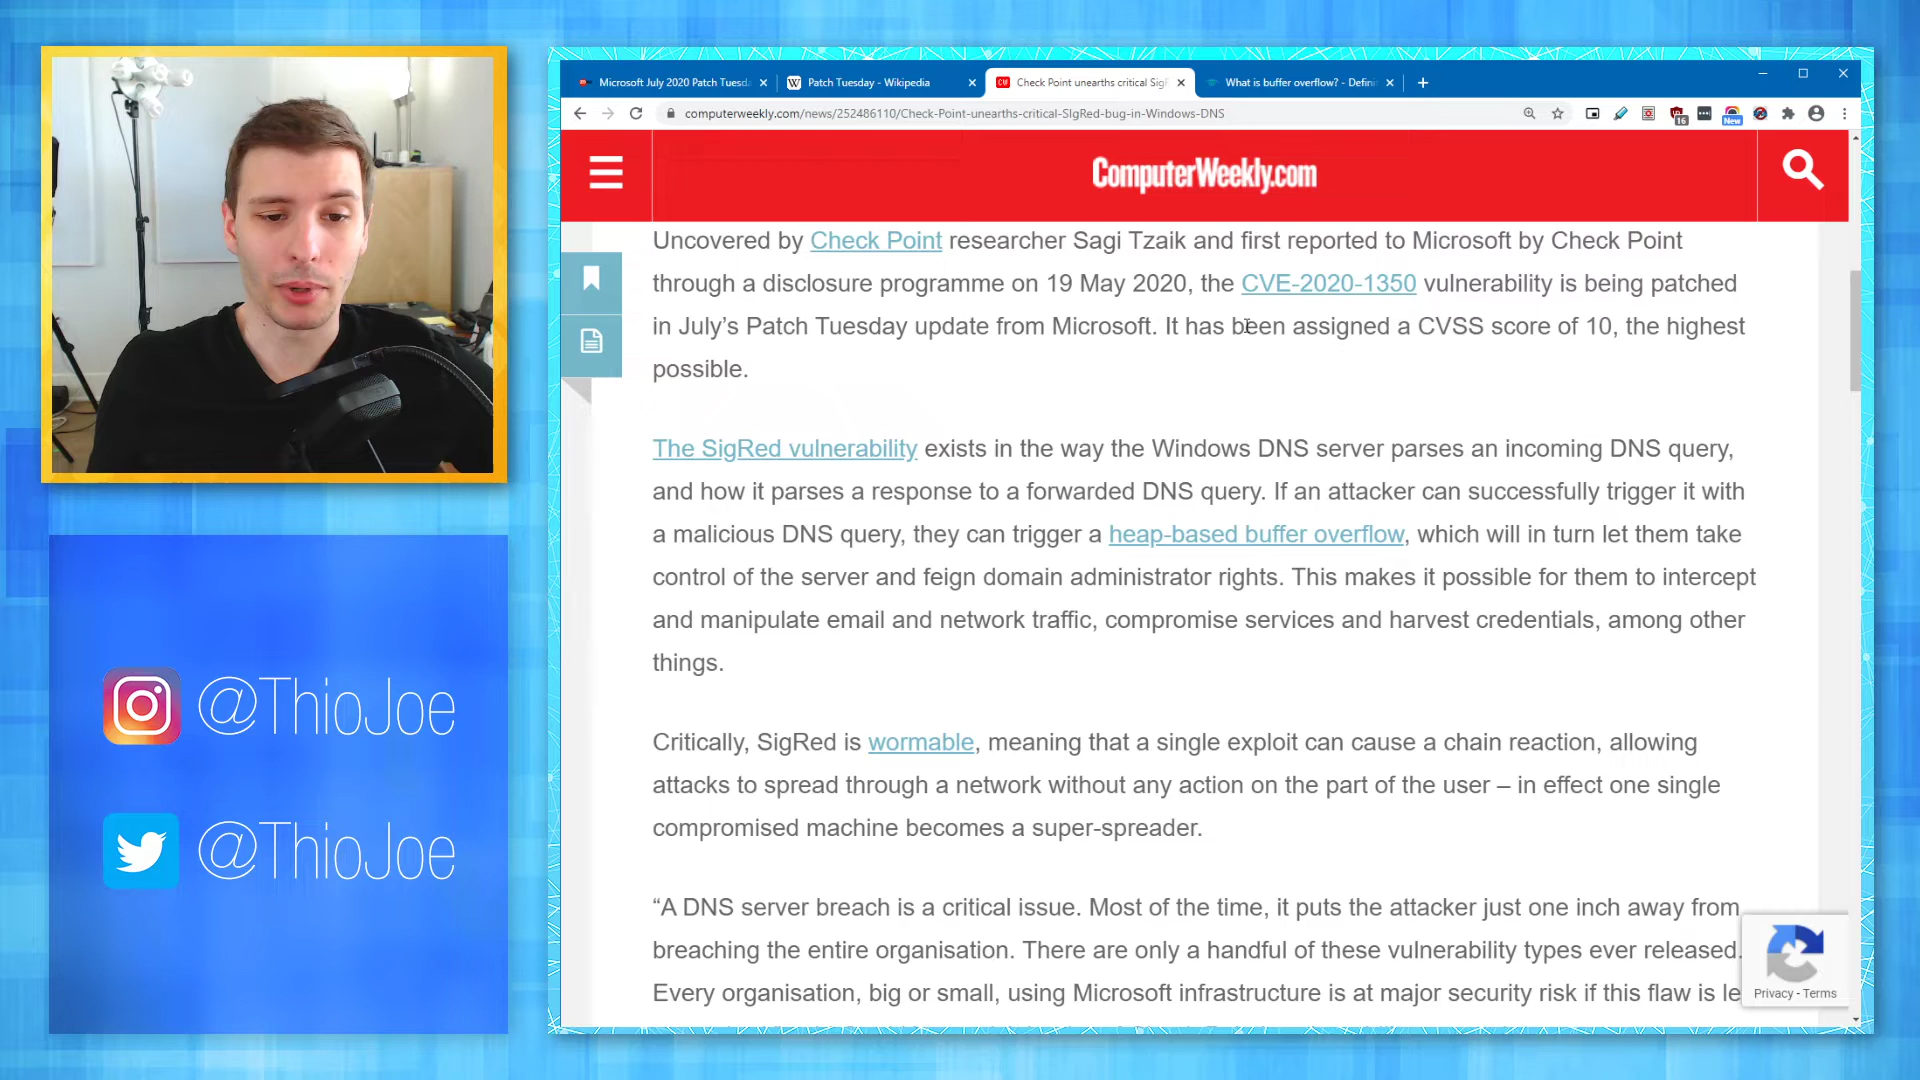 Microsoft July 2020 Patch Tuesda
Patch Tuesday - Wikipedia
Check Point unearths critical SigR
What is buffer overflow? - Defini
computerweekly.com/news/252486110/Check-Point-unearths-critical-SIgRed-bug-in-Windows-DNS
16
New
ComputerWeekly.com
Uncovered by Check Point researcher Sagi Tzaik and first reported to Microsoft by Check Point
through a disclosure programme on 19 May 2020, the CVE-2020-1350 vulnerability is being patched
in July’s Patch Tuesday update from Microsoft. It has been assigned a CVSS score of 10, the highest
possible.
The SigRed vulnerability exists in the way the Windows DNS server parses an incoming DNS query,
and how it parses a response to a forwarded DNS query. If an attacker can successfully trigger it with
a malicious DNS query, they can trigger a heap-based buffer overflow, which will in turn let them take
control of the server and feign domain administrator rights. This makes it possible for them to intercept
and manipulate email and network traffic, compromise services and harvest credentials, among other
things.
Critically, SigRed is wormable, meaning that a single exploit can cause a chain reaction, allowing
attacks to spread through a network without any action on the part of the user – in effect one single
compromised machine becomes a super-spreader.
“A DNS server breach is a critical issue. Most of the time, it puts the attacker just one inch away from
breaching the entire organisation. There are only a handful of these vulnerability types ever released.
Every organisation, big or small, using Microsoft infrastructure is at major security risk if this flaw is le
Privacy - Terms
@ThioJoe
@ThioJoe